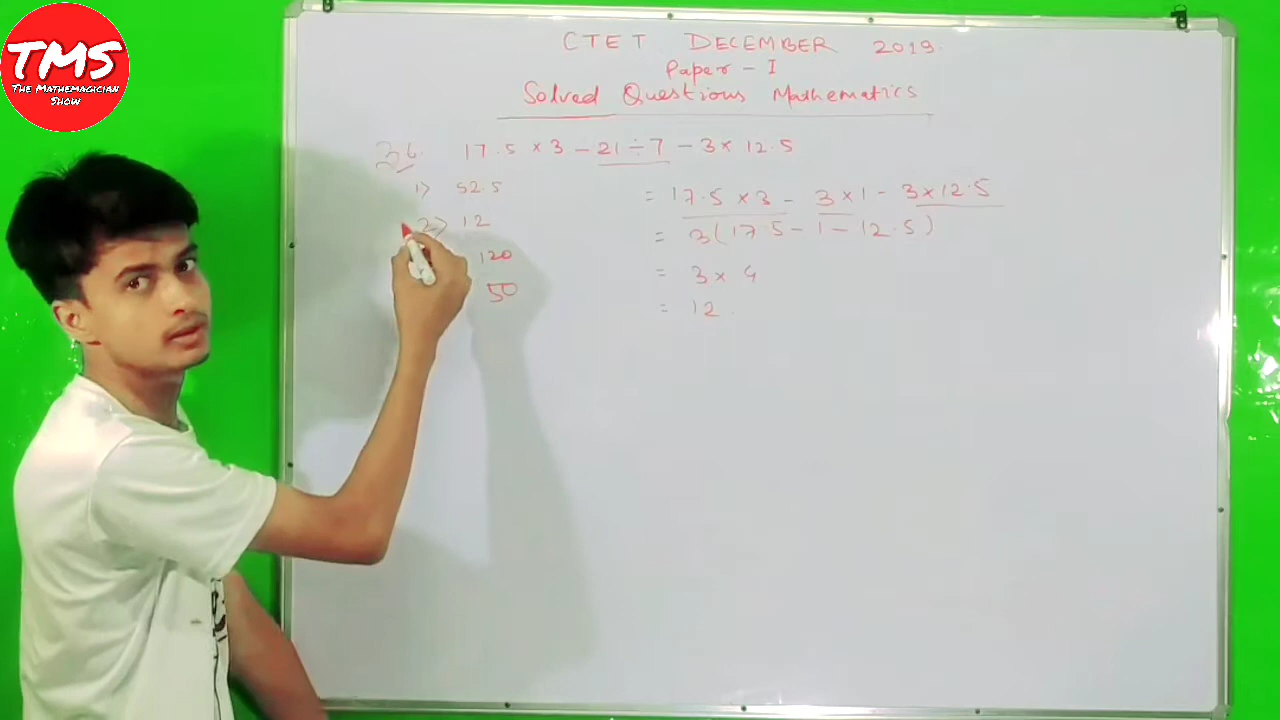 TMS
THE MATHEMAGICIAN
SHOW
CTET DECEMBER 2019.
Paper - I
Solved Questions Mathematics
36. 17.5 × 3 - 21 ÷ 7 - 3 × 12.5
1> 52.5
2> 12
120
50
= 17.5 × 3 - 3 × 1 - 3 × 12.5
= 3(17.5 - 1 - 12.5)
= 3 × 4
= 12.